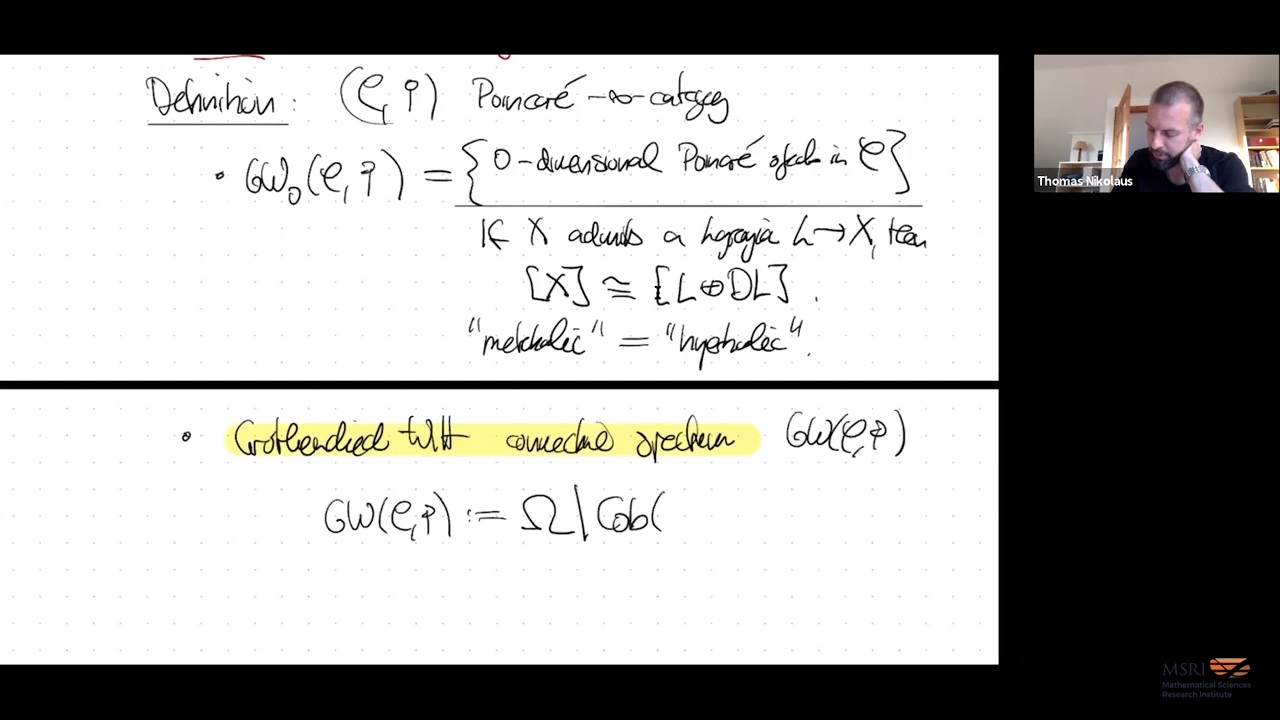 Definition: (C, Ϙ) Poincaré-∞-category
• GW₀(C, Ϙ) = {0-dimensional Poincaré objects in C}
If X admits a L → X, then
[X] ≅ [L⊕DL].
"metabolic" = "hyperbolic".
• Grothendieck Witt connective spectrum GW(C, Ϙ)
GW(C, Ϙ) := Ω|Cob(
Thomas Nikolaus
MSRI
Mathematical Sciences
Research Institute